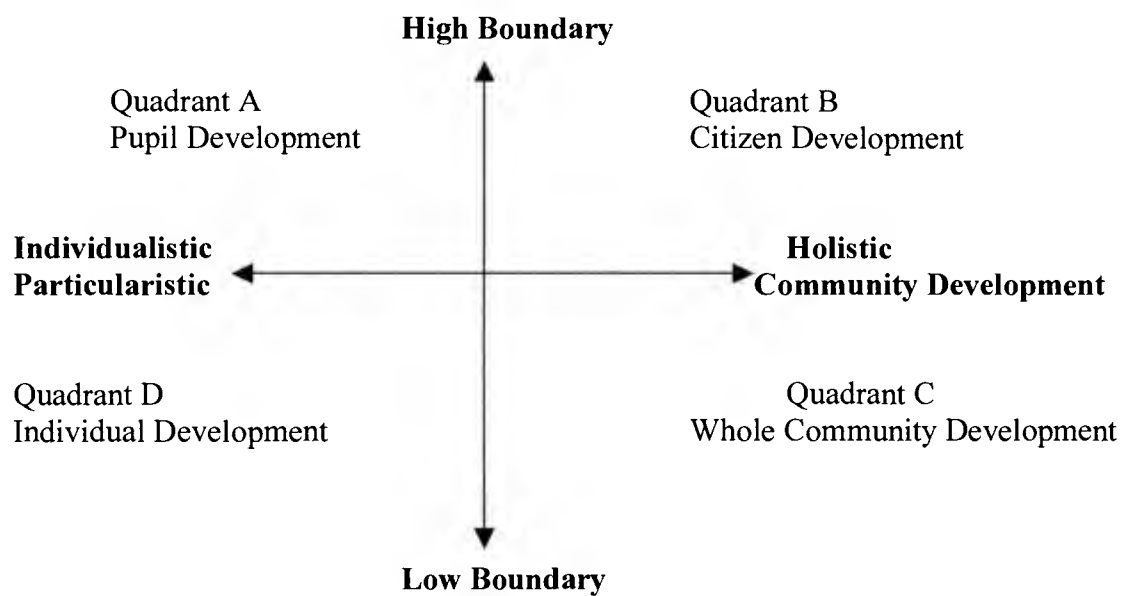 High Boundary
Quadrant A
Pupil Development
Quadrant B
Citizen Development
Individualistic
Particularistic
Holistic
Community Development
Quadrant D
Individual Development
Quadrant C
Whole Community Development
Low Boundary